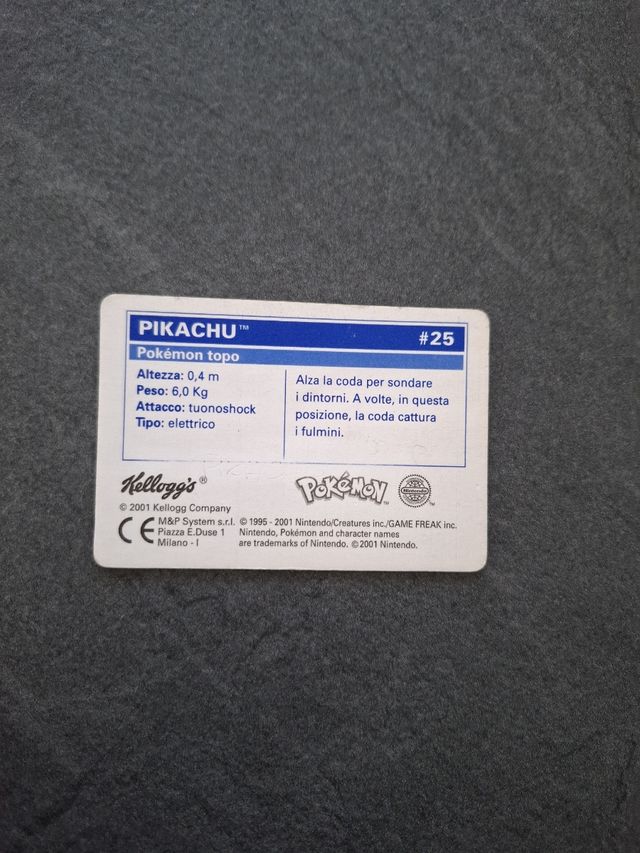 PIKACHU™ #25
Pokémon topo
Altezza: 0,4 m
Peso: 6,0 Kg
Attacco: tuonoshock
Tipo: elettrico
Alza la coda per sondare
i dintorni. A volte, in questa
posizione, la coda cattura
i fulmini.
Kellogg's®
© 2001 Kellogg Company
CE
M&P System s.r.l.
Piazza E.Duse 1
Milano - I
POKéMON™
Nintendo
© 1995 - 2001 Nintendo/Creatures inc./GAME FREAK inc.
Nintendo, Pokémon and character names
are trademarks of Nintendo. ©2001 Nintendo.